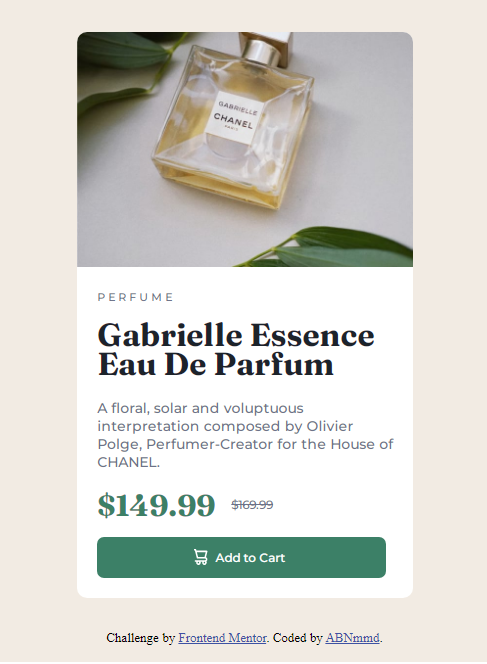 GABRIELLE
CHANEL
PARIS
PERFUME
Gabrielle Essence
Eau De Parfum
A floral, solar and voluptuous
interpretation composed by Olivier
Polge, Perfumer-Creator for the House of
CHANEL.
$149.99 $169.99
Add to Cart
Challenge by Frontend Mentor. Coded by ABNmmd.